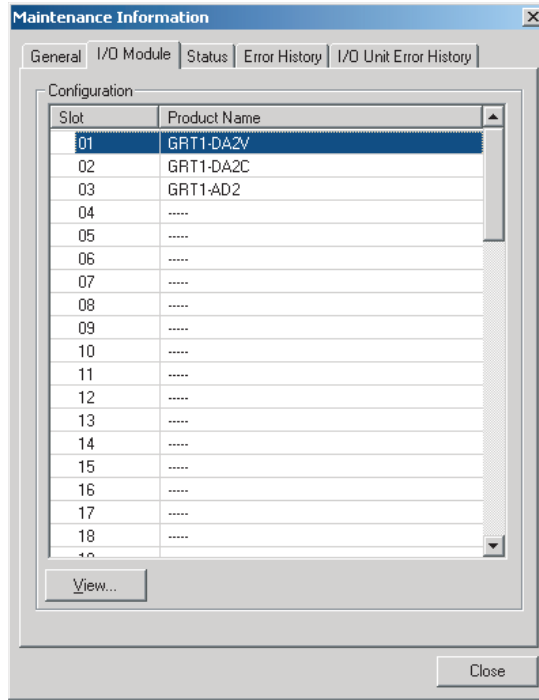 Maintenance Information
General I/O Module Status Error History I/O Unit Error History
Configuration
Slot Product Name
01 GRT1-DA2V
02 GRT1-DA2C
03 GRT1-AD2
04 -----
05 -----
06 -----
07 -----
08 -----
09 -----
10 -----
11 -----
12 -----
13 -----
14 -----
15 -----
16 -----
17 -----
18 -----
View...
Close